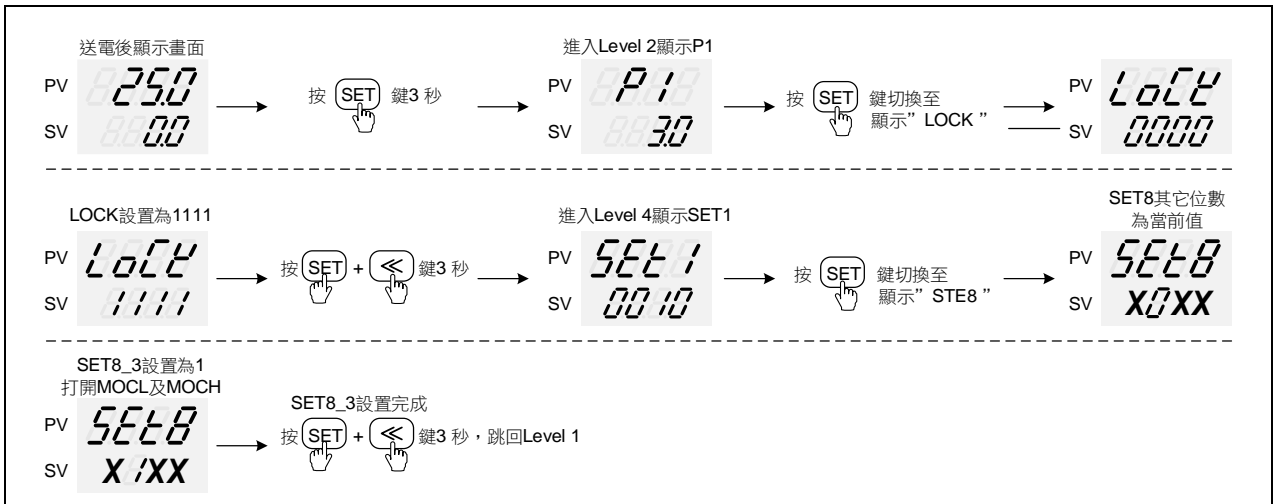 送電後顯示畫面
PV 25.0
SV 0.0
按 SET 鍵3 秒
進入Level 2顯示P1
PV P1
SV 3.0
按 SET 鍵切換至
顯示” LOCK ”
PV LoCK
SV 0000
LOCK設置為1111
PV LoCK
SV 1111
按 SET + ≪ 鍵3 秒
進入Level 4顯示SET1
PV SEt1
SV 0010
按 SET 鍵切換至
顯示” STE8 ”
SET8其它位數
為當前值
PV SEt8
SV X0XX
SET8_3設置為1
打開MOCL及MOCH
PV SEt8
SV X1XX
SET8_3設置完成
按 SET + ≪ 鍵3 秒，跳回Level 1